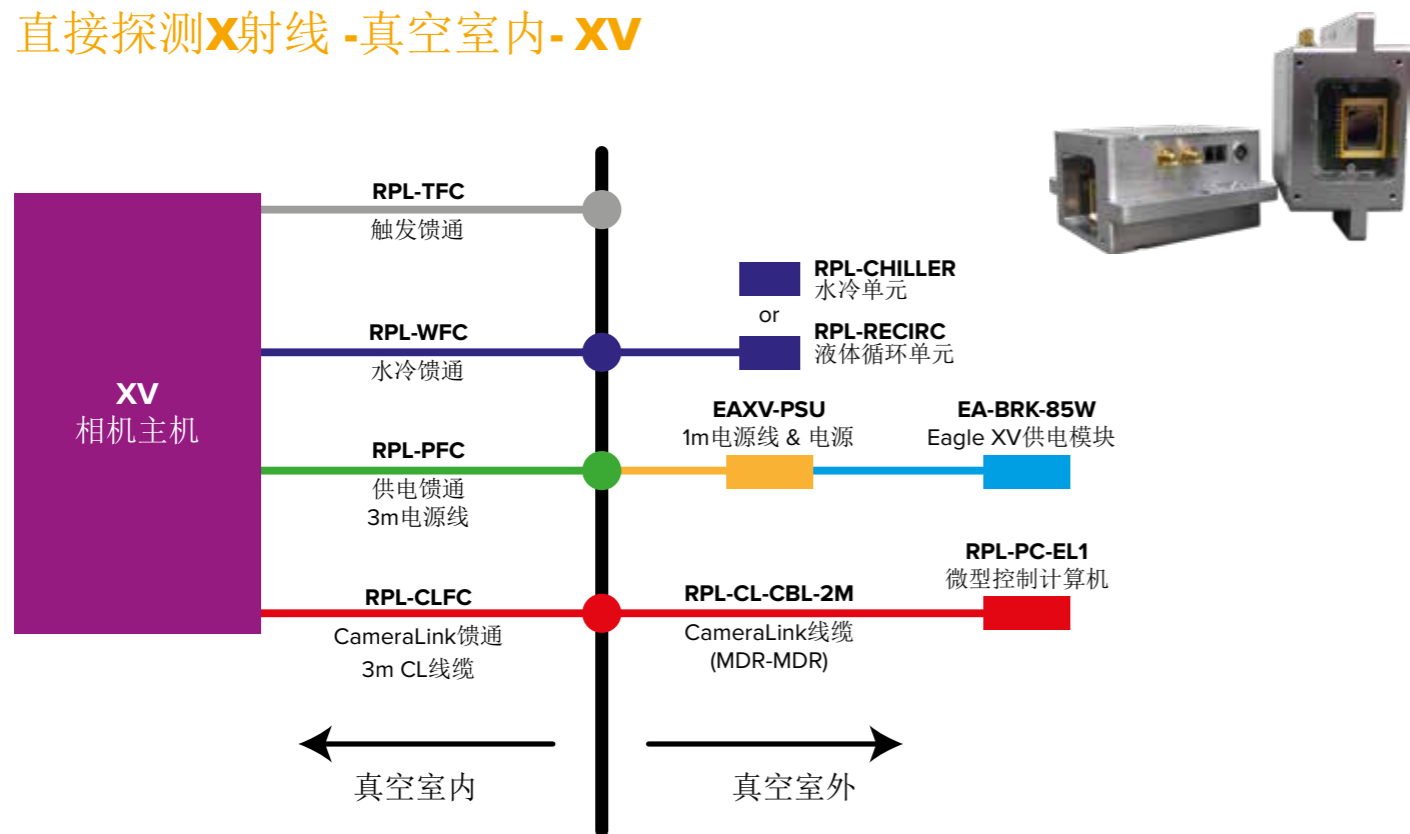 直接探测X射线 -真空室内- XV
RPL-TFC
触发馈通
RPL-CHILLER
水冷单元
or
RPL-WFC
水冷馈通
RPL-RECIRC
液体循环单元
XV
相机主机
EAXV-PSU
1m电源线 & 电源
EA-BRK-85W
Eagle XV供电模块
RPL-PFC
供电馈通
3m电源线
RPL-PC-EL1
微型控制计算机
RPL-CLFC
CameraLink馈通
3m CL线缆
RPL-CL-CBL-2M
CameraLink线缆
(MDR-MDR)
真空室内
真空室外